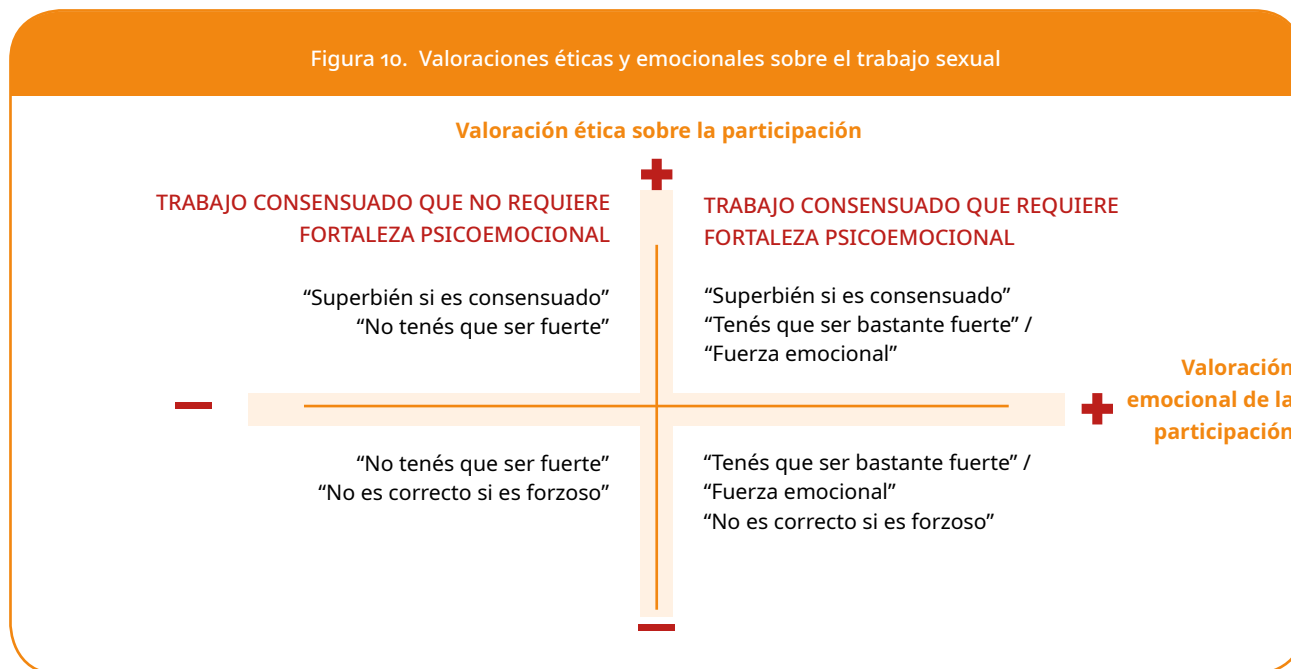 Figura 10. Valoraciones éticas y emocionales sobre el trabajo sexual
Valoración ética sobre la participación
TRABAJO CONSENSUADO QUE NO REQUIERE
FORTALEZA PSICOEMOCIONAL
“Superbién si es consensuado”
“No tenés que ser fuerte”
TRABAJO CONSENSUADO QUE REQUIERE
FORTALEZA PSICOEMOCIONAL
“Superbién si es consensuado”
“Tenés que ser bastante fuerte” /
“Fuerza emocional”
Valoración
emocional de la
participación
“No tenés que ser fuerte”
“No es correcto si es forzoso”
“Tenés que ser bastante fuerte” /
“Fuerza emocional”
“No es correcto si es forzoso”